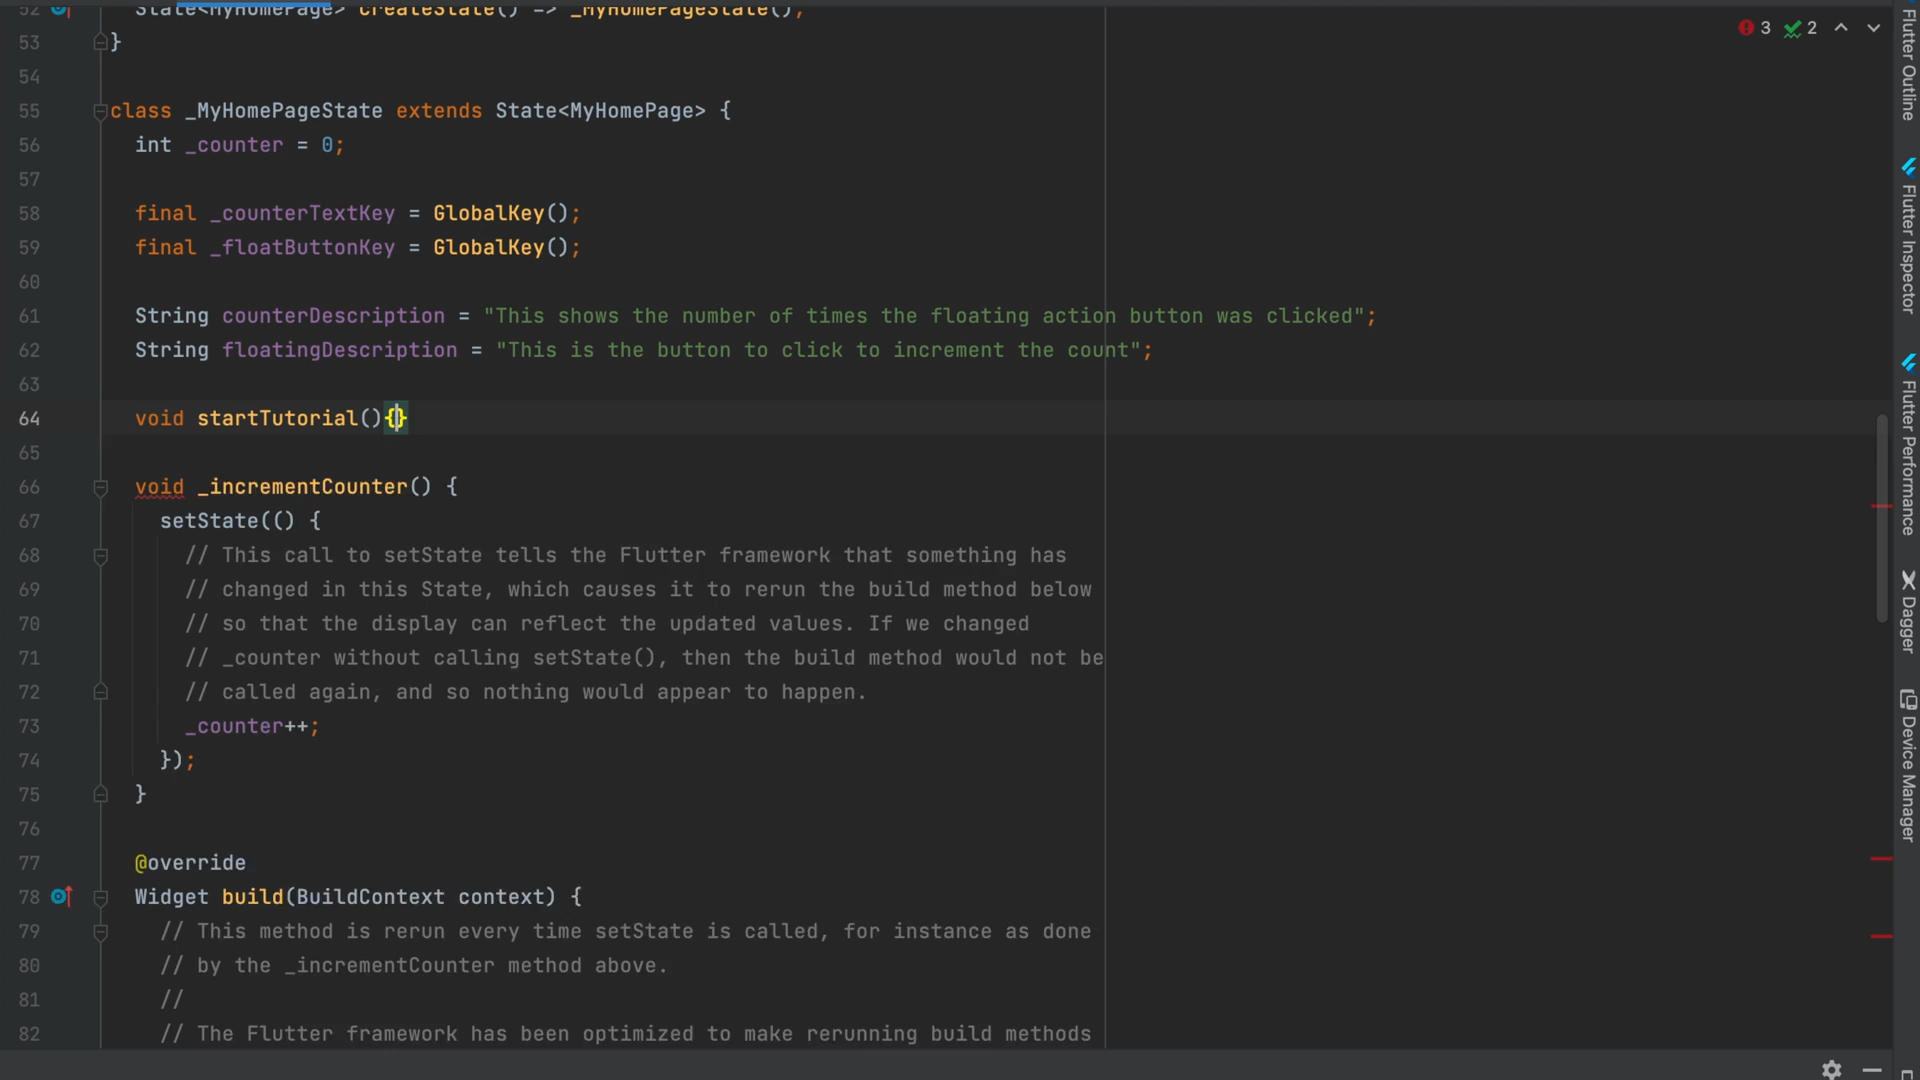 52 State<MyHomePage> createState() => _MyHomePageState();
53 }
54
55 class _MyHomePageState extends State<MyHomePage> {
56 int _counter = 0;
57
58 final _counterTextKey = GlobalKey();
59 final _floatButtonKey = GlobalKey();
60
61 String counterDescription = "This shows the number of times the floating action button was clicked";
62 String floatingDescription = "This is the button to click to increment the count";
63
64 void startTutorial(){}
65
66 void _incrementCounter() {
67 setState(() {
68 // This call to setState tells the Flutter framework that something has
69 // changed in this State, which causes it to rerun the build method below
70 // so that the display can reflect the updated values. If we changed
71 // _counter without calling setState(), then the build method would not be
72 // called again, and so nothing would appear to happen.
73 _counter++;
74 });
75 }
76
77 @override
78 Widget build(BuildContext context) {
79 // This method is rerun every time setState is called, for instance as done
80 // by the _incrementCounter method above.
81 //
82 // The Flutter framework has been optimized to make rerunning build methods
3 2
Flutter Outline
Flutter Inspector
Flutter Performance
Dagger
Device Manager